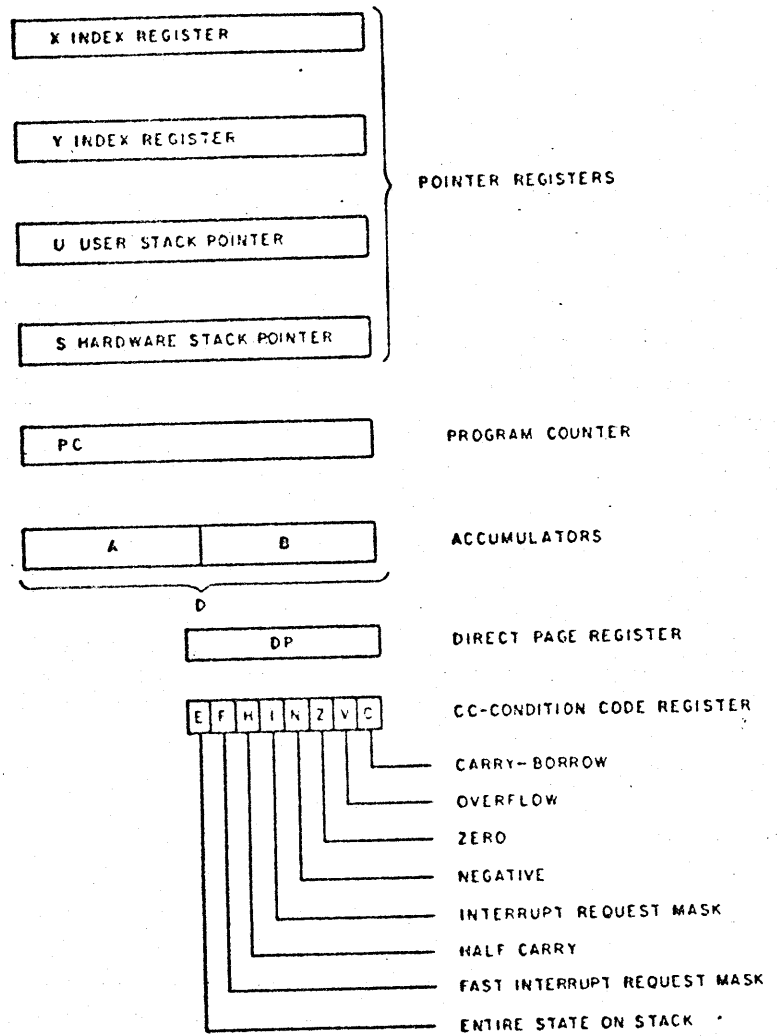 X INDEX REGISTER
Y INDEX REGISTER
POINTER REGISTERS
U USER STACK POINTER
S HARDWARE STACK POINTER
PC
PROGRAM COUNTER
A
B
ACCUMULATORS
D
DP
DIRECT PAGE REGISTER
E F H I N Z V C
CC-CONDITION CODE REGISTER
CARRY-BORROW
OVERFLOW
ZERO
NEGATIVE
INTERRUPT REQUEST MASK
HALF CARRY
FAST INTERRUPT REQUEST MASK
ENTIRE STATE ON STACK